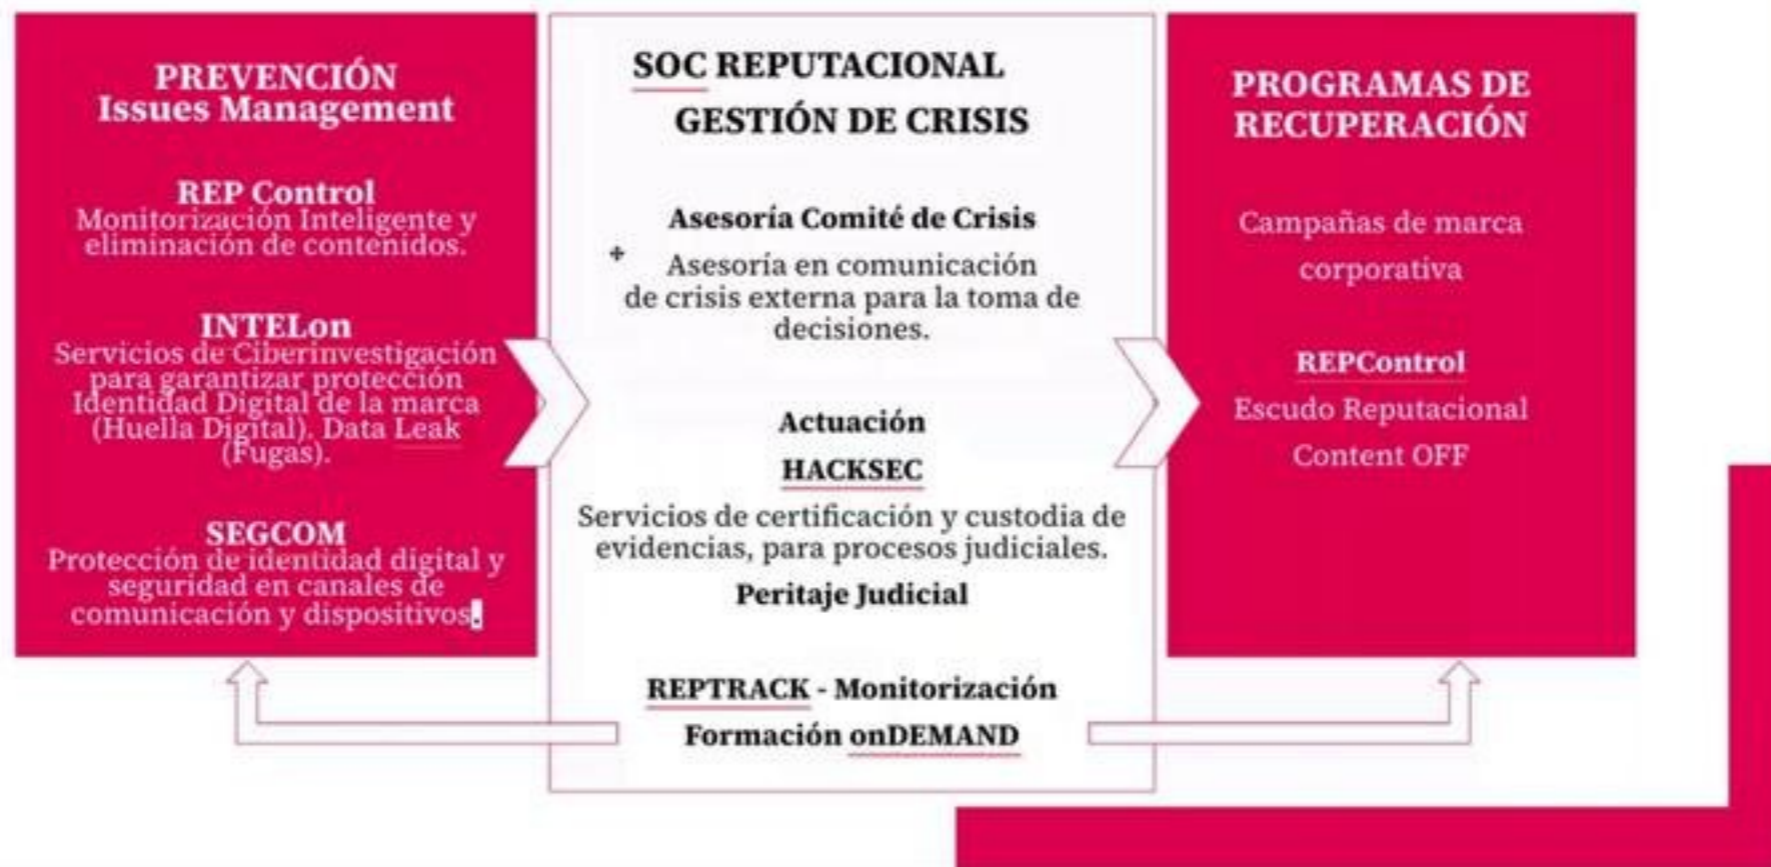 PREVENCIÓN
Issues Management
REP Control
Monitorización Inteligente y
eliminación de contenidos.
INTELon
Servicios de Ciberinvestigación
para garantizar protección
Identidad Digital de la marca
(Huella Digital). Data Leak
(Fugas).
SEGCOM
Protección de identidad digital y
seguridad en canales de
comunicación y dispositivos.
SOC REPUTACIONAL
GESTIÓN DE CRISIS
Asesoría Comité de Crisis
Asesoría en comunicación
de crisis externa para la toma de
decisiones.
Actuación
HACKSEC
Servicios de certificación y custodia de
evidencias, para procesos judiciales.
Peritaje Judicial
REPTRACK - Monitorización
Formación onDEMAND
PROGRAMAS DE
RECUPERACIÓN
Campañas de marca
corporativa
REPControl
Escudo Reputacional
Content OFF